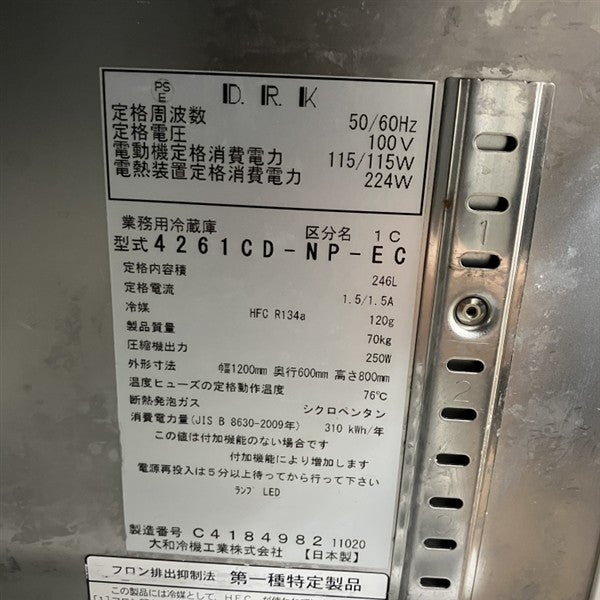 PS
E
D. R. K
定格周波数 50/60Hz
定格電圧 100V
電動機定格消費電力 115/115W
電熱装置定格消費電力 224W
業務用冷蔵庫 区分名 1C
型式 4261CD-NP-EC
定格内容積 246L
定格電流 1.5/1.5A
冷媒 HFC R134a 120g
製品質量 70kg
圧縮機出力 250W
外形寸法 幅1200mm 奥行600mm 高さ800mm
温度ヒューズの定格動作温度 76℃
断熱発泡ガス シクロペンタン
消費電力量(JIS B 8630-2009年) 310 kWh/年
この値は付加機能のない場合です
付加機能により増加します
電源再投入は5分以上待ってから行って下さい
ﾗﾝﾌﾟ LED
製造番号 C4184982 11020
大和冷機工業株式会社 【日本製】
フロン排出抑制法 第一種特定製品
この製品には冷媒として、HFC
1
2